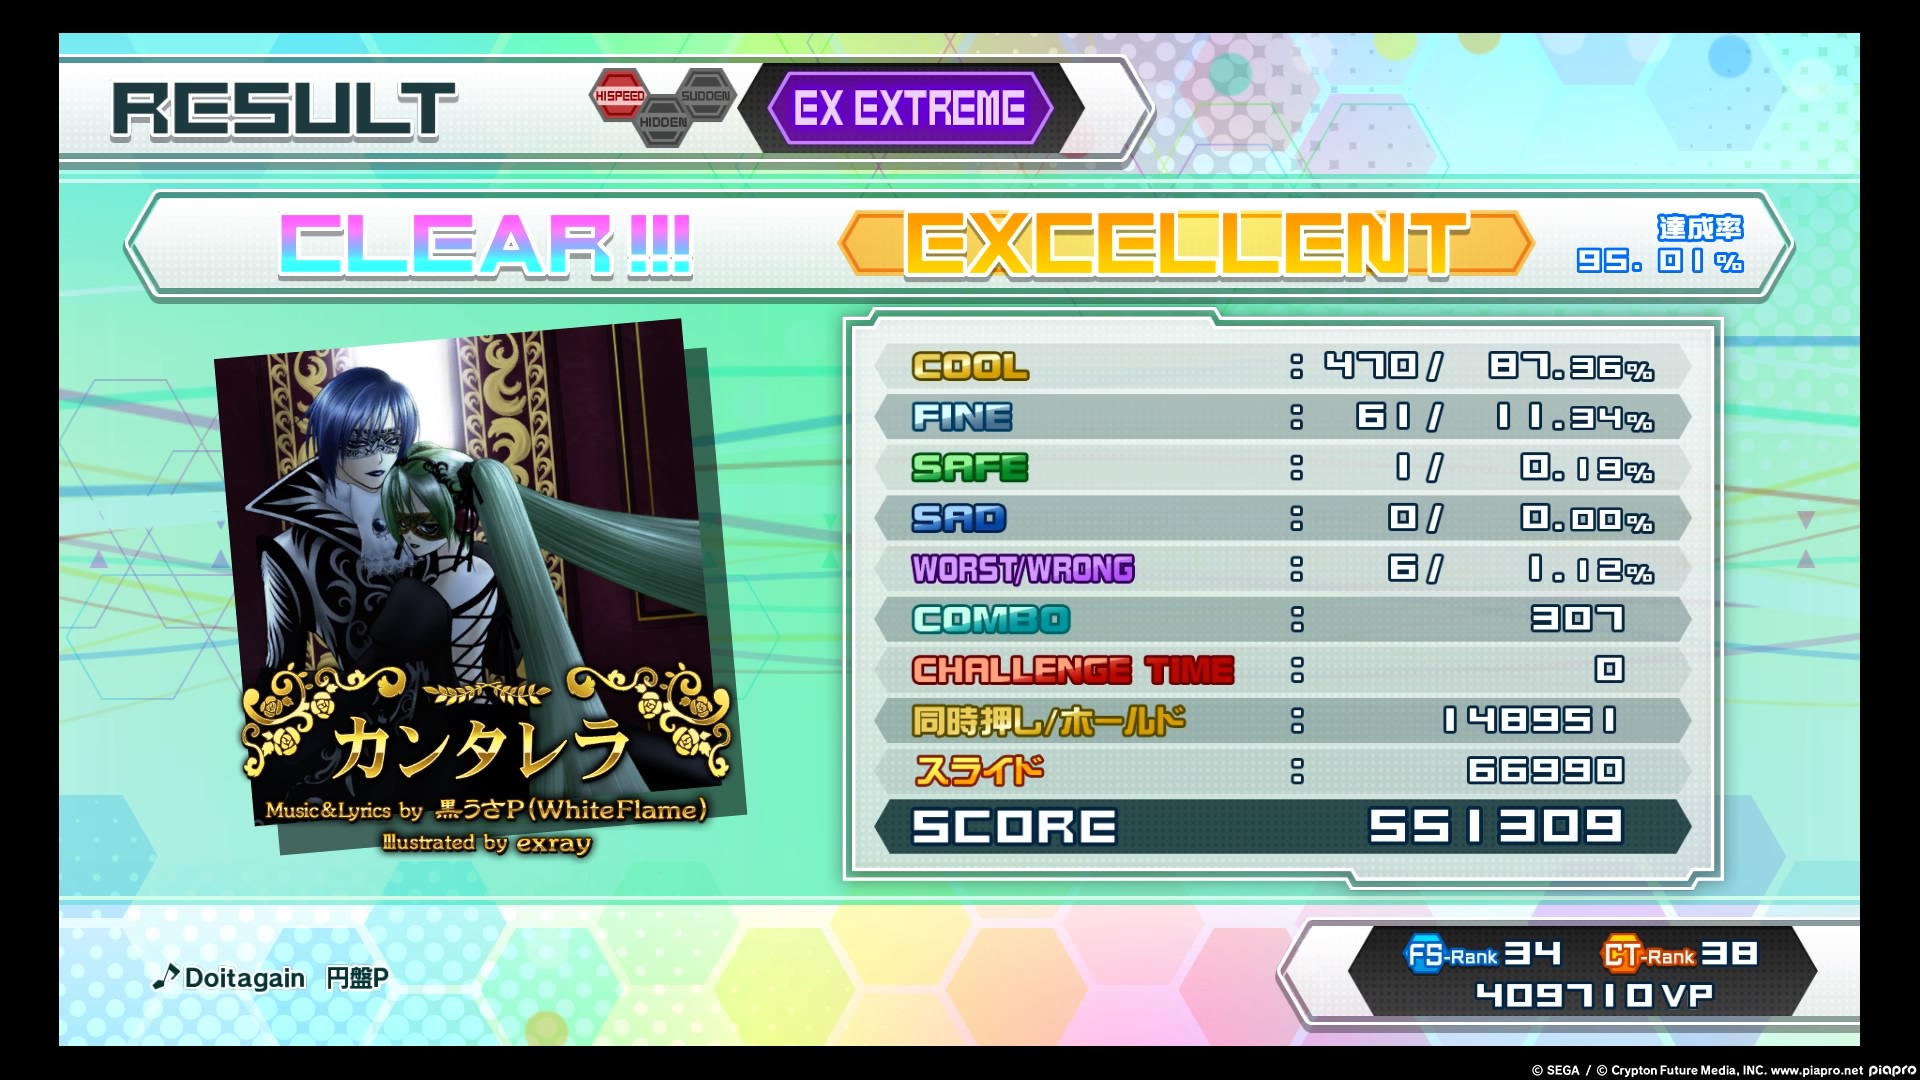 RESULT
HISPEED
HIDDEN
SUDDEN
EX EXTREME
CLEAR!!!
EXCELLENT
達成率
95.01%
COOL : 470/ 87.36%
FINE : 61/ 11.34%
SAFE : 1/ 0.19%
SAD : 0/ 0.00%
WORST/WRONG : 6/ 1.12%
COMBO : 307
CHALLENGE TIME : 0
同時押し/ホールド : 148951
スライド : 66990
SCORE 551309
カンタレラ
Music&Lyrics by 黒うさP(WhiteFlame)
Illustrated by exray
♪Doitagain 円盤P
FS-Rank 34 CT-Rank 38
409710VP
© SEGA / © Crypton Future Media, INC. www.piapro.net piapro